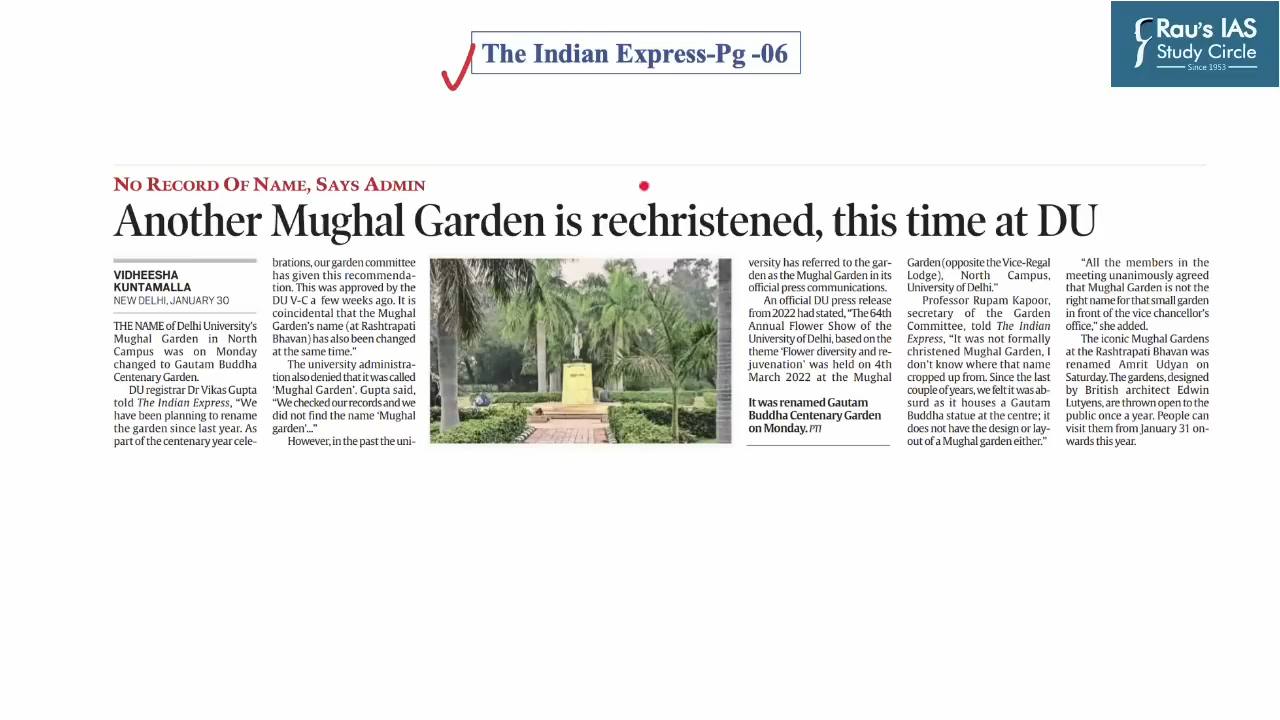 The Indian Express-Pg -06
Rau's IAS
Study Circle
Since 1953
NO RECORD OF NAME, SAYS ADMIN
Another Mughal Garden is rechristened, this time at DU
VIDHEESHA
KUNTAMALLA
NEW DELHI, JANUARY 30
THE NAME of Delhi University's
Mughal Garden in North
Campus was on Monday
changed to Gautam Buddha
Centenary Garden.
DU registrar Dr Vikas Gupta
told The Indian Express, “We
have been planning to rename
the garden since last year. As
part of the centenary year cele-
brations, our garden committee
has given this recommenda-
tion. This was approved by the
DU V-C a few weeks ago. It is
coincidental that the Mughal
Garden's name (at Rashtrapati
Bhavan) has also been changed
at the same time.”
The university administra-
tion also denied that it was called
‘Mughal Garden’. Gupta said,
“We checked our records and we
did not find the name ‘Mughal
garden’...”
However, in the past the uni-
versity has referred to the gar-
den as the Mughal Garden in its
official press communications.
An official DU press release
from 2022 had stated, “The 64th
Annual Flower Show of the
University of Delhi, based on the
theme ‘Flower diversity and re-
juvenation’ was held on 4th
March 2022 at the Mughal
It was renamed Gautam
Buddha Centenary Garden
on Monday. PTI
Garden (opposite the Vice-Regal
Lodge), North Campus,
University of Delhi.”
Professor Rupam Kapoor,
secretary of the Garden
Committee, told The Indian
Express, “It was not formally
christened Mughal Garden, I
don't know where that name
cropped up from. Since the last
couple of years, we felt it was ab-
surd as it houses a Gautam
Buddha statue at the centre; it
does not have the design or lay-
out of a Mughal garden either.”
“All the members in the
meeting unanimously agreed
that Mughal Garden is not the
right name for that small garden
in front of the vice chancellor's
office,” she added.
The iconic Mughal Gardens
at the Rashtrapati Bhavan was
renamed Amrit Udyan on
Saturday. The gardens, designed
by British architect Edwin
Lutyens, are thrown open to the
public once a year. People can
visit them from January 31 on-
wards this year.